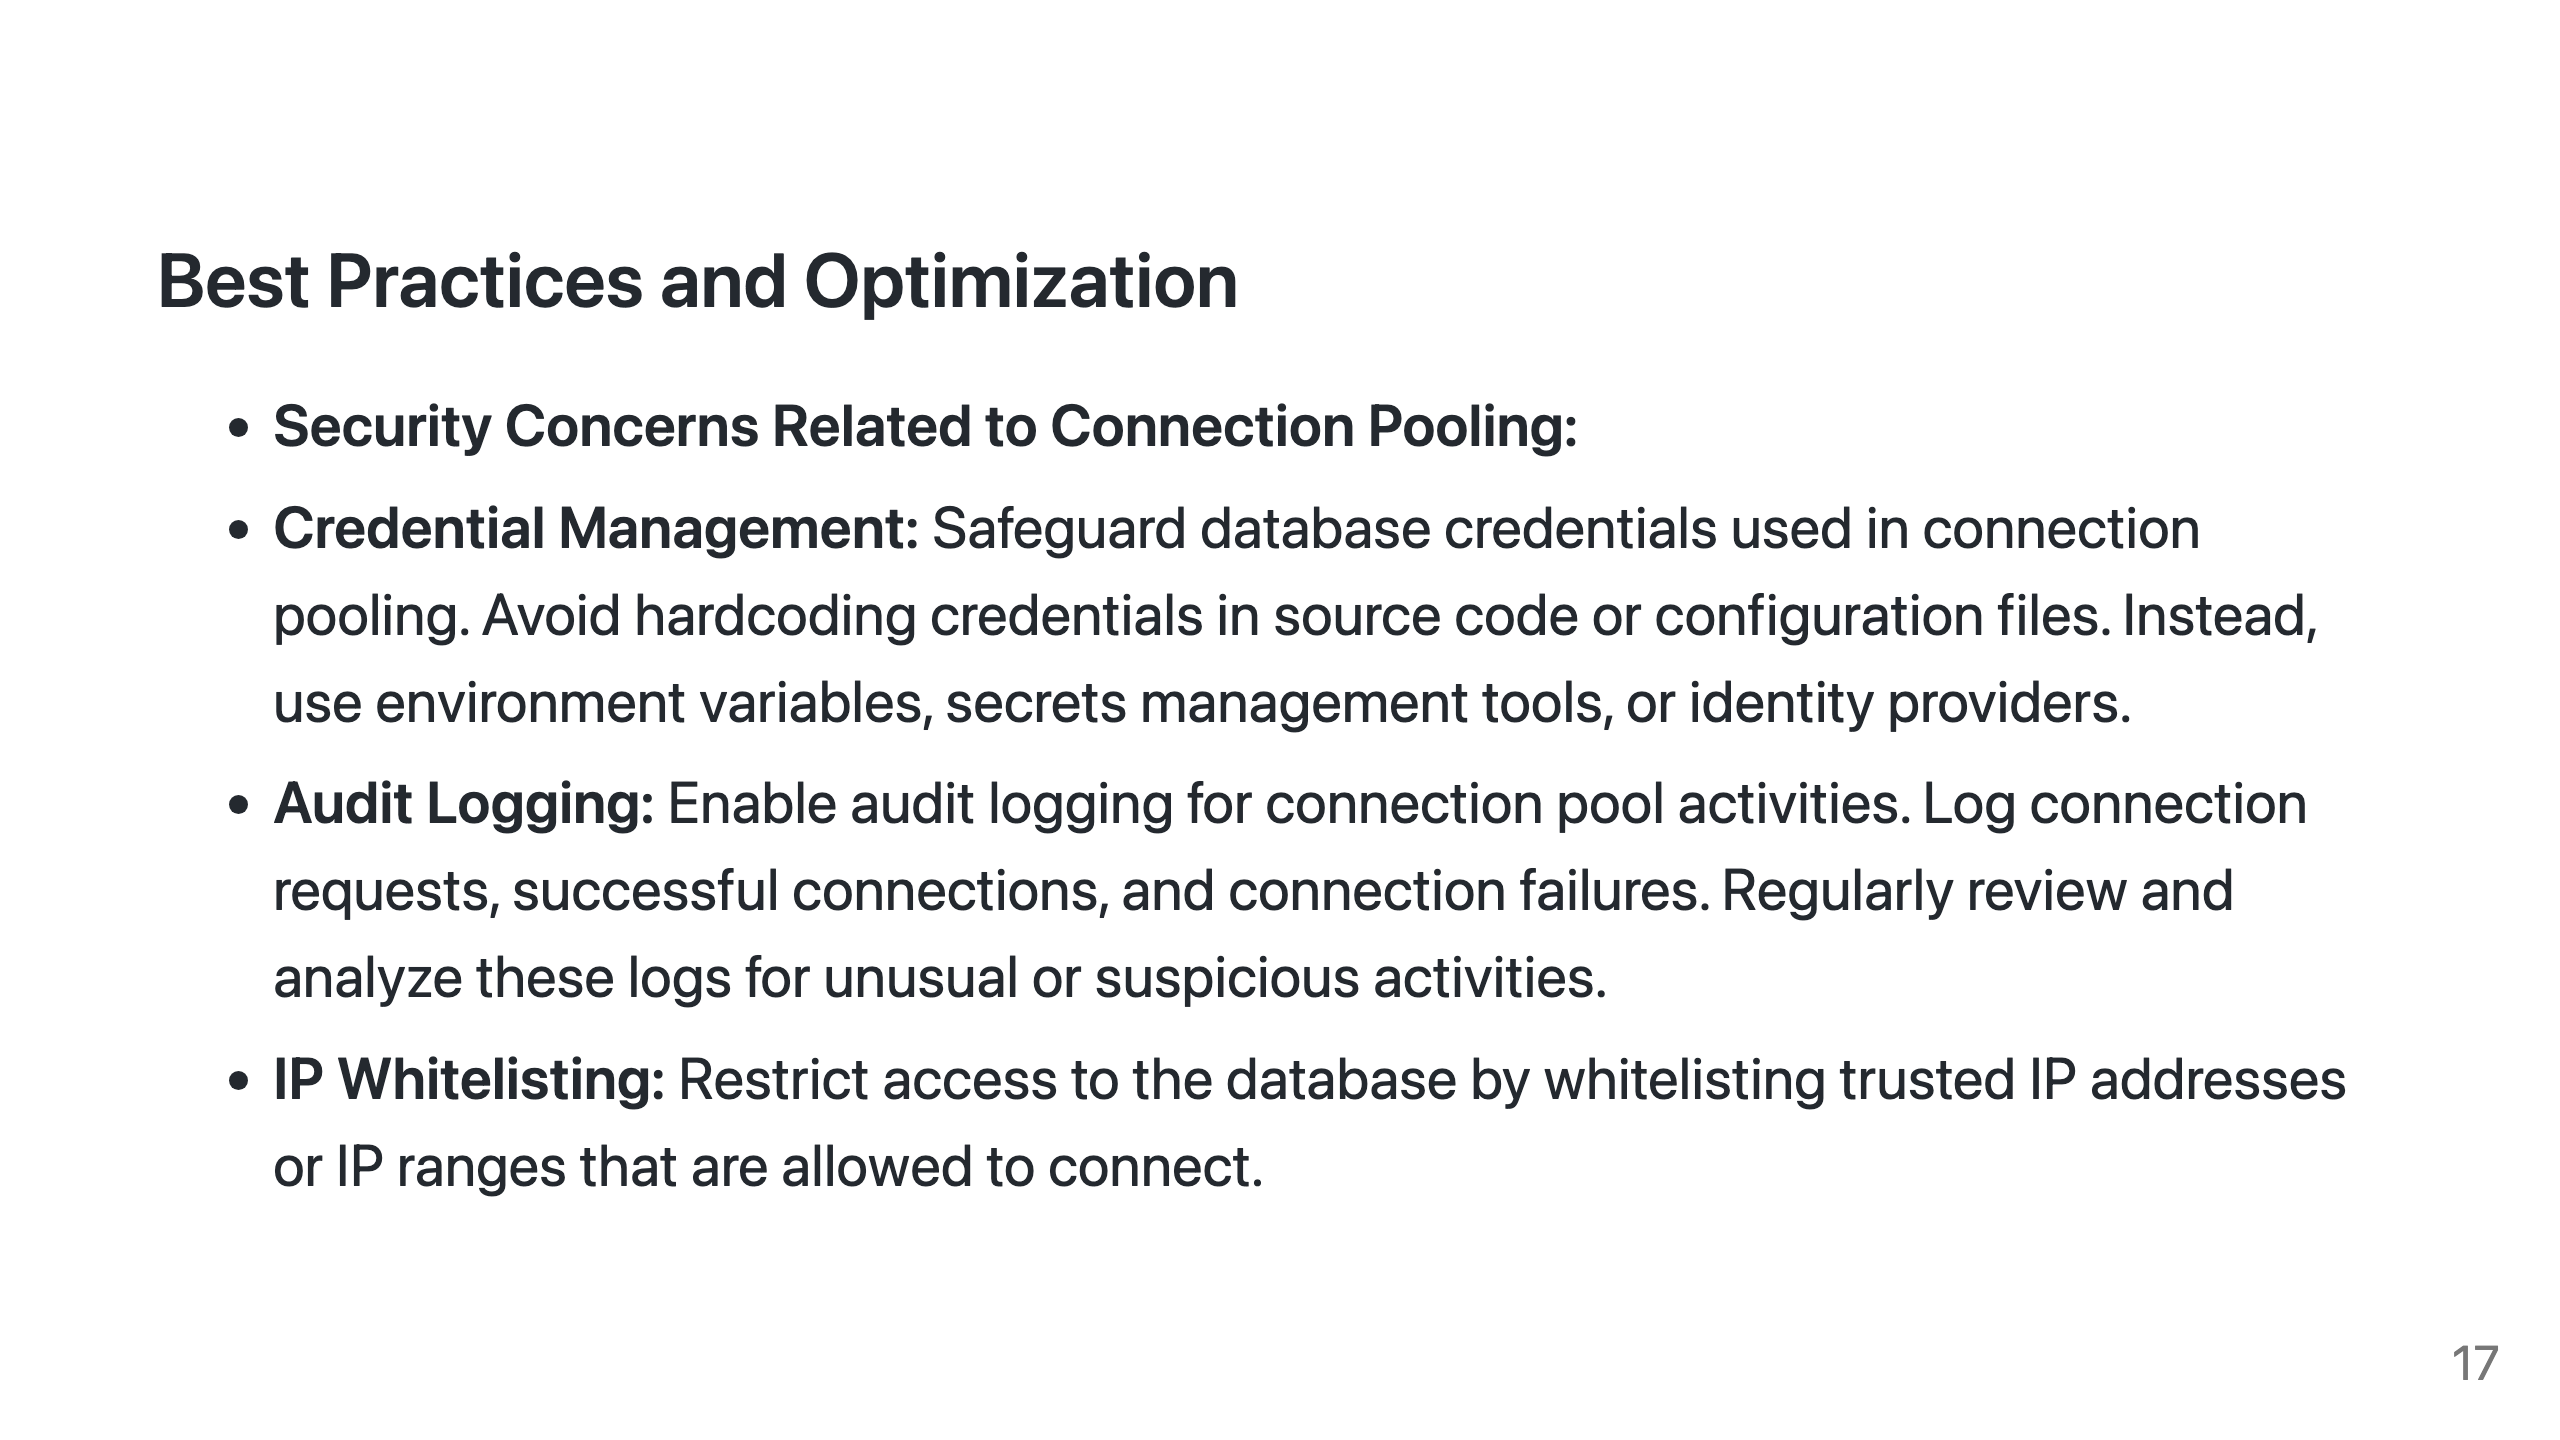 Best Practices and Optimization
• Security Concerns Related to Connection Pooling:
• Credential Management: Safeguard database credentials used in connection
pooling. Avoid hardcoding credentials in source code or configuration files. Instead,
use environment variables, secrets management tools, or identity providers.
• Audit Logging: Enable audit logging for connection pool activities. Log connection
requests, successful connections, and connection failures. Regularly review and
analyze these logs for unusual or suspicious activities.
• IP Whitelisting: Restrict access to the database by whitelisting trusted IP addresses
or IP ranges that are allowed to connect.
17